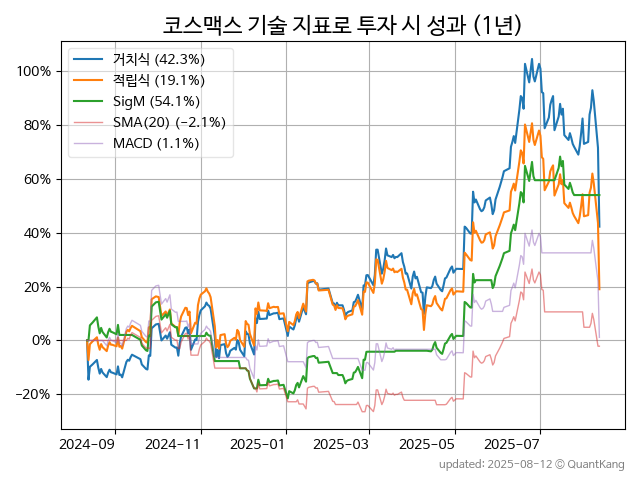 코스맥스 기술 지표로 투자 시 성과 (1년)
거치식 (42.3%)
적립식 (19.1%)
SigM (54.1%)
SMA(20) (−2.1%)
MACD (1.1%)
100%
80%
60%
40%
20%
0%
−20%
2024-09 2024-11 2025-01 2025-03 2025-05 2025-07
updated: 2025-08-12 © QuantKang